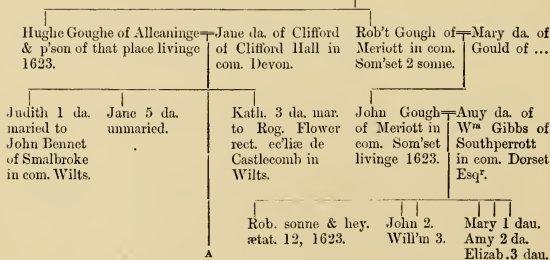 Hughe Goughe of Allcaninge
& p'son of that place livinge
1623.
Jane da. of Clifford
of Clifford Hall in
com. Devon.
Rob't Gough of
Meriott in com.
Som'set 2 sonne.
Mary da. of
Gould of ...
Judith 1 da.
maried to
John Bennet
of Smalbroke
in com. Wilts.
Jane 5 da.
unmaried.
Kath. 3 da. mar.
to Rog. Flower
rect. ec'liæ de
Castlecomb in
Wilts.
John Gough
of Meriott in
com. Som'set
livinge 1623.
Amy da. of
Wᵐ Gibbs of
Southperrott
in com. Dorset
Esqʳ.
Rob. sonne & hey.
ætat. 12, 1623.
John 2.
Will'm 3.
Mary 1 dau.
Amy 2 da.
Elizab. 3 dau.
A